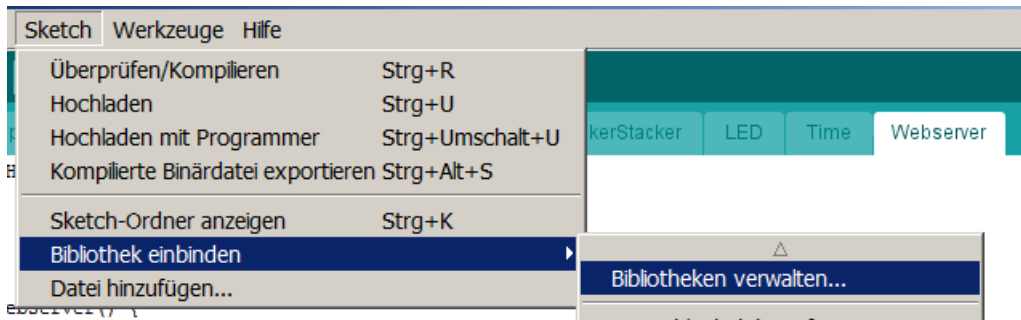 Sketch Werkzeuge Hilfe
Überprüfen/Kompilieren Strg+R
Hochladen Strg+U
Hochladen mit Programmer Strg+Umschalt+U
Kompilierte Binärdatei exportieren Strg+Alt+S
Sketch-Ordner anzeigen Strg+K
Bibliothek einbinden
Datei hinzufügen...
kerStacker LED Time Webserver
Bibliotheken verwalten...
ebserver() {